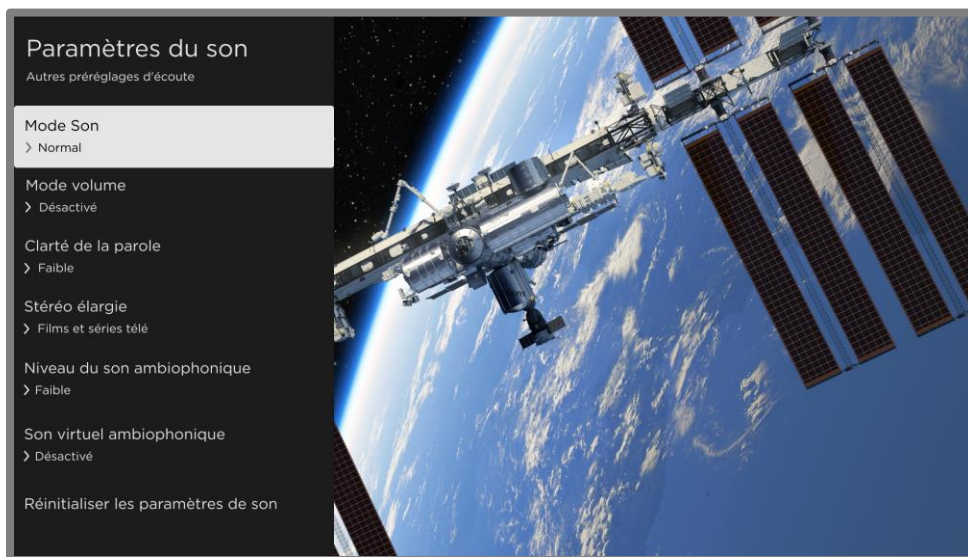 Paramètres du son
Autres préréglages d'écoute
Mode Son
Normal
Mode volume
Désactivé
Clarté de la parole
Faible
Stéréo élargie
Films et séries télé
Niveau du son ambiophonique
Faible
Son virtuel ambiophonique
Désactivé
Réinitialiser les paramètres de son